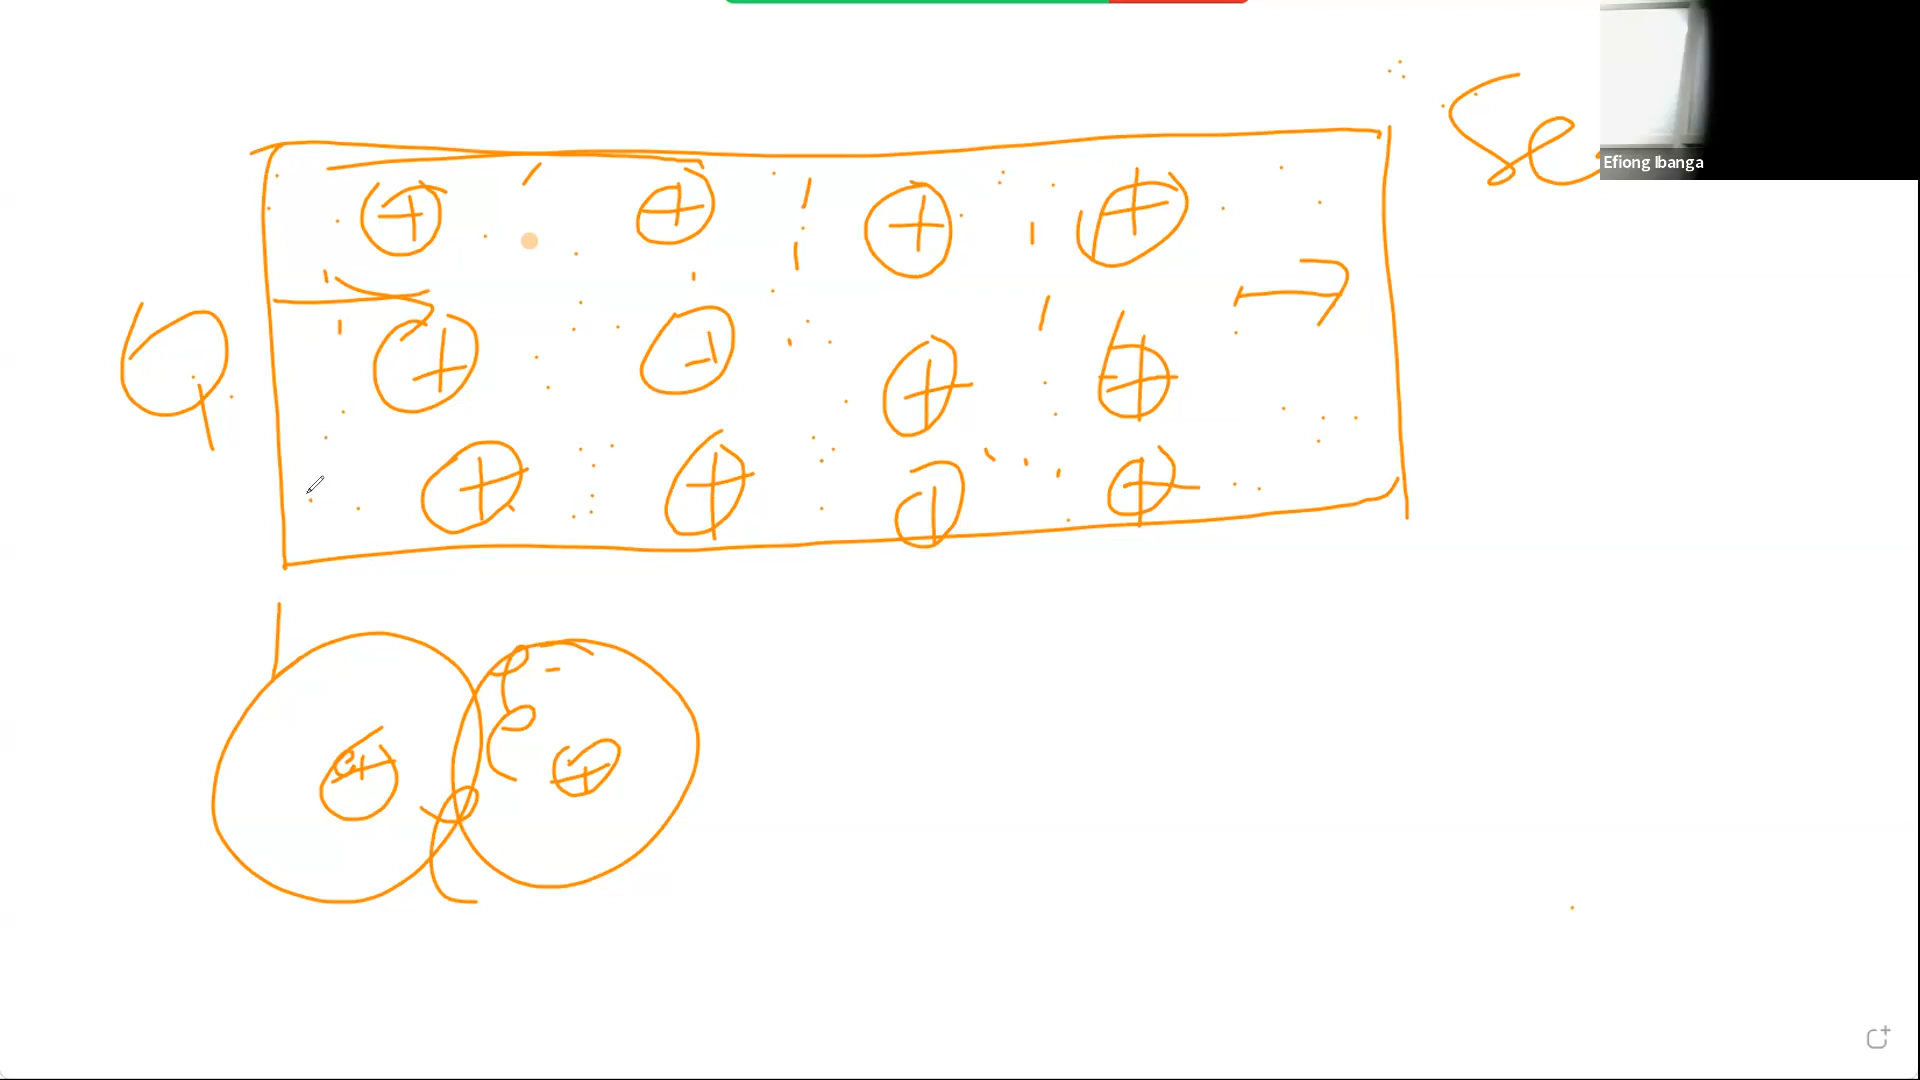 Se
Efiong Ibanga
Q
+ + + +
+ + +
+ + +
+ +